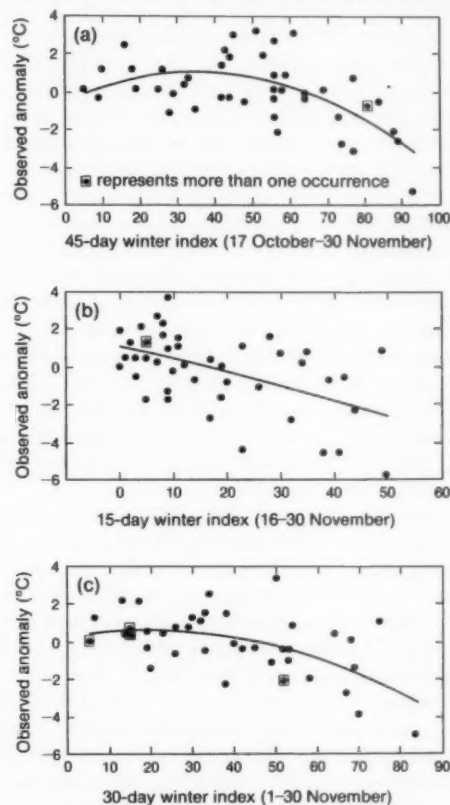 (a)
Observed anomaly (°C)
4
2
0
−2
−4
−6
represents more than one occurrence
0 10 20 30 40 50 60 70 80 90 100
45-day winter index (17 October–30 November)
(b)
Observed anomaly (°C)
4
2
0
−2
−4
−6
−10 0 10 20 30 40 50 60
15-day winter index (16–30 November)
(c)
Observed anomaly (°C)
4
2
0
−2
−4
−6
0 10 20 30 40 50 60 70 80 90
30-day winter index (1–30 November)